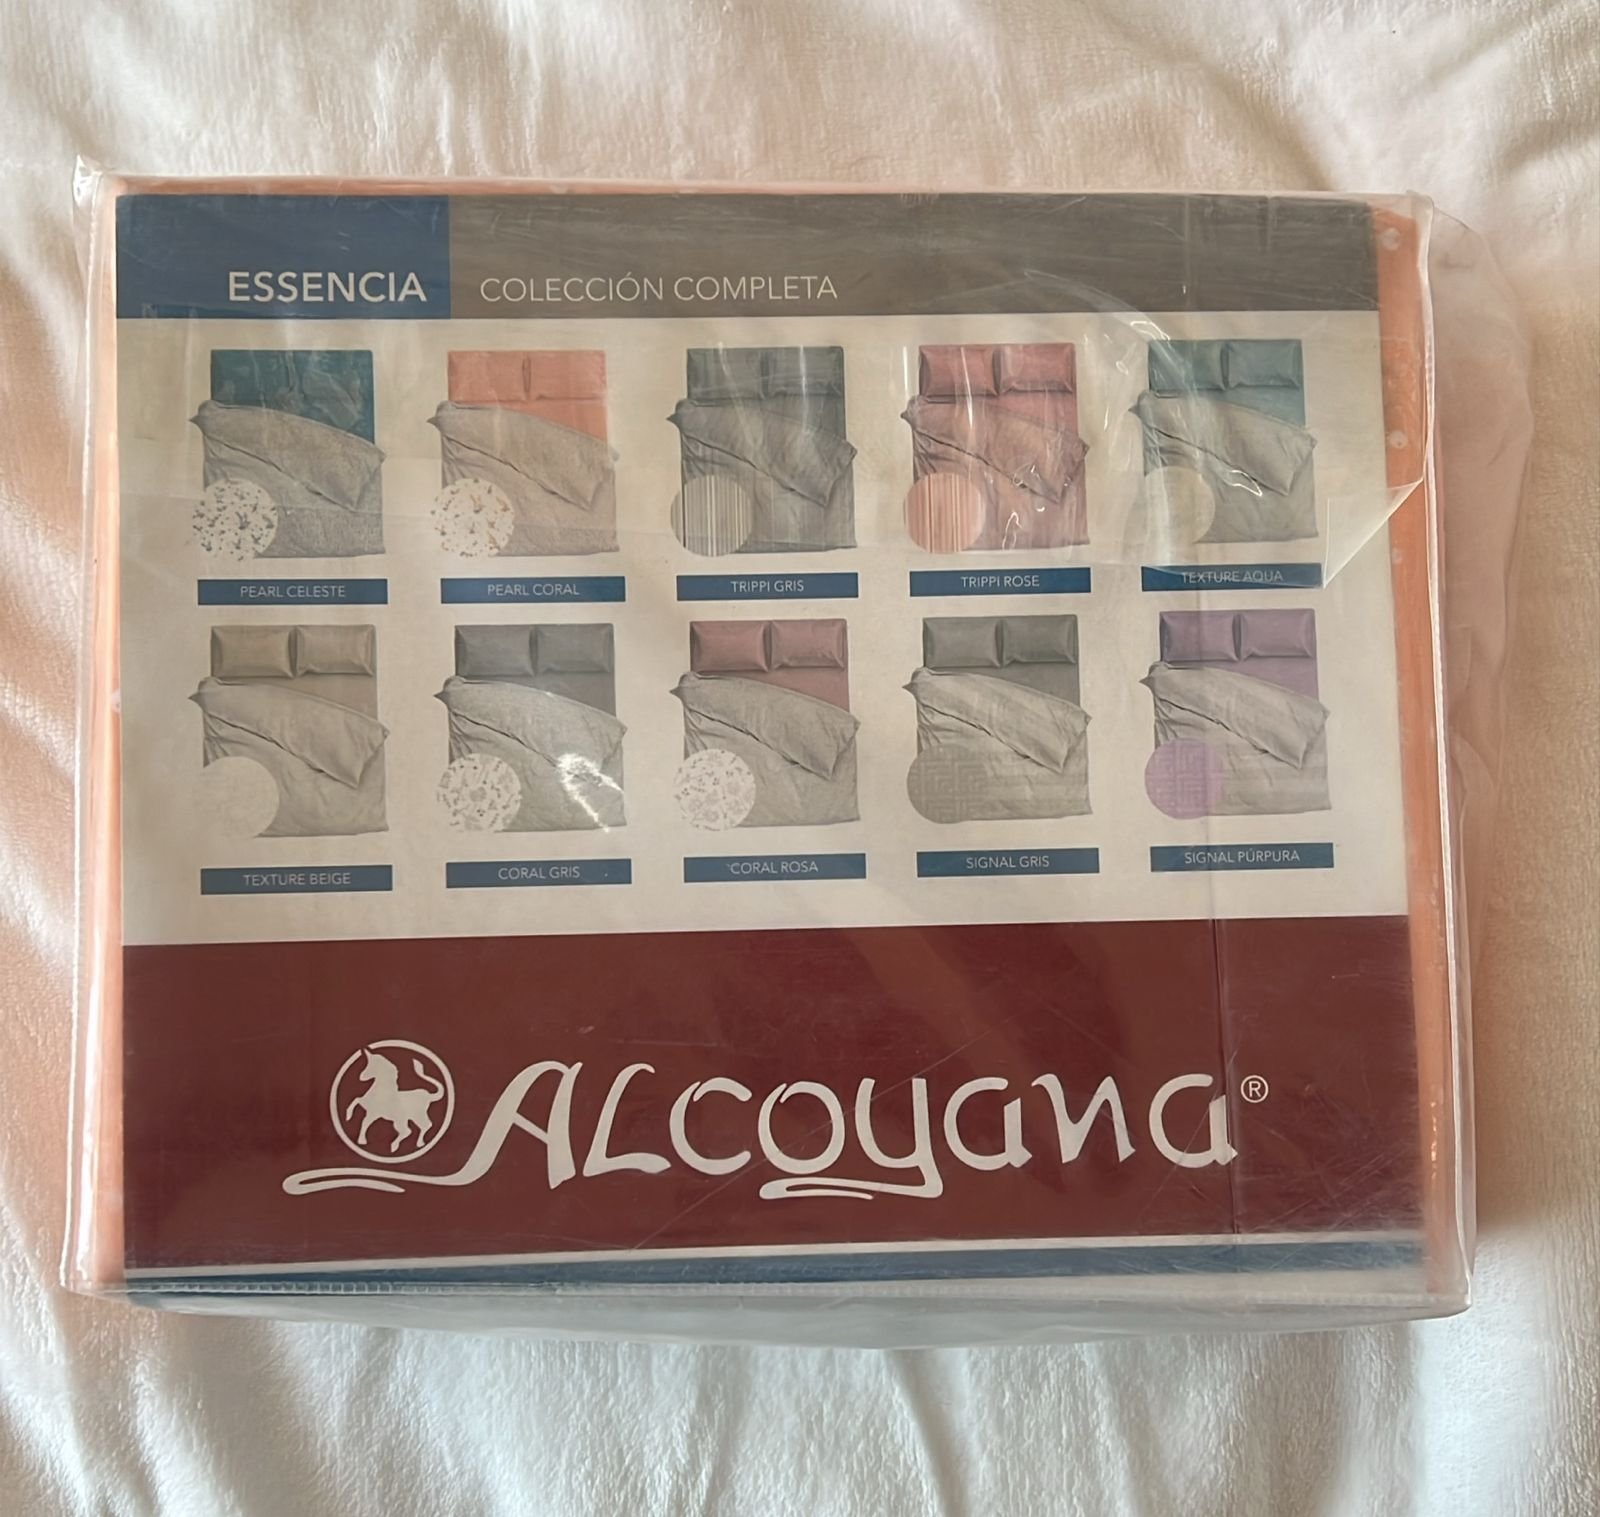 ESSENCIA COLECCIÓN COMPLETA
PEARL CELESTE
PEARL CORAL
TRIPPI GRIS
TRIPPI ROSE
TEXTURE AQUA
TEXTURE BEIGE
CORAL GRIS
CORAL ROSA
SIGNAL GRIS
SIGNAL PÚRPURA
ALCOYANA®